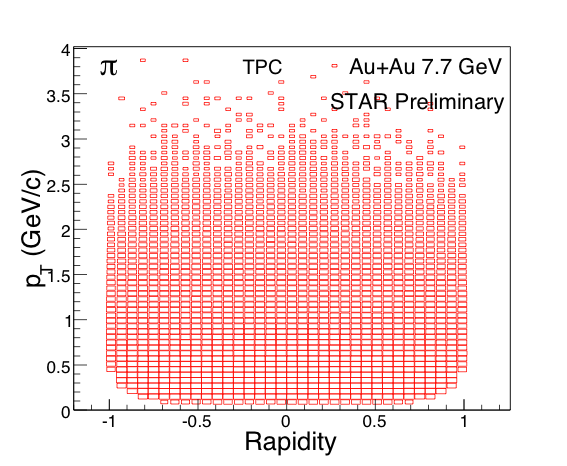 π TPC Au+Au 7.7 GeV
STAR Preliminary
4
3.5
3
2.5
2
1.5
1
0.5
0
p_T (GeV/c)
-1 -0.5 0 0.5 1
Rapidity